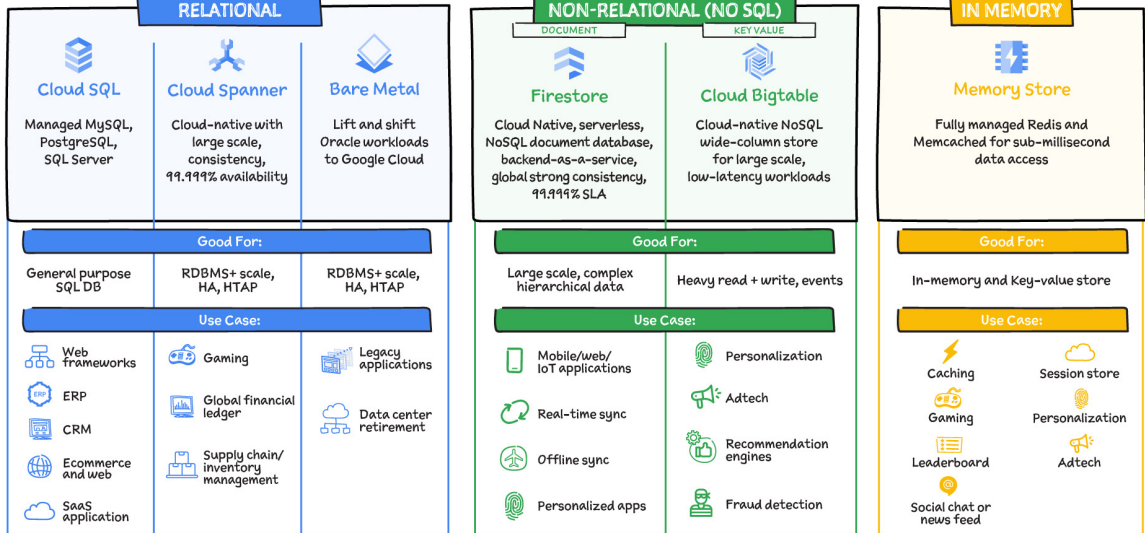 RELATIONAL
Cloud SQL
Managed MySQL,
PostgreSQL,
SQL Server
Cloud Spanner
Cloud-native with
large scale,
consistency,
99.999% availability
Bare Metal
Lift and shift
Oracle workloads
to Google Cloud
Good For:
General purpose
SQL DB
RDBMS+ scale,
HA, HTAP
RDBMS+ scale,
HA, HTAP
Use Case:
Web
frameworks
ERP
ERP
CRM
Ecommerce
and web
SaaS
application
Gaming
Global financial
ledger
Supply chain/
inventory
management
Legacy
applications
Data center
retirement
NON-RELATIONAL (NO SQL)
DOCUMENT
Firestore
Cloud Native, serverless,
NoSQL document database,
backend-as-a-service,
global strong consistency,
99.999% SLA
KEY VALUE
Cloud Bigtable
Cloud-native NoSQL
wide-column store
for large scale,
low-latency workloads
Good For:
Large scale, complex
hierarchical data
Heavy read + write, events
Use Case:
Mobile/web/
IoT applications
Real-time sync
Offline sync
Personalized apps
Personalization
Adtech
Recommendation
engines
Fraud detection
IN MEMORY
Memory Store
Fully managed Redis and
Memcached for sub-millisecond
data access
Good For:
In-memory and Key-value store
Use Case:
Caching
Gaming
Leaderboard
@
Social chat or
news feed
Session store
Personalization
Adtech